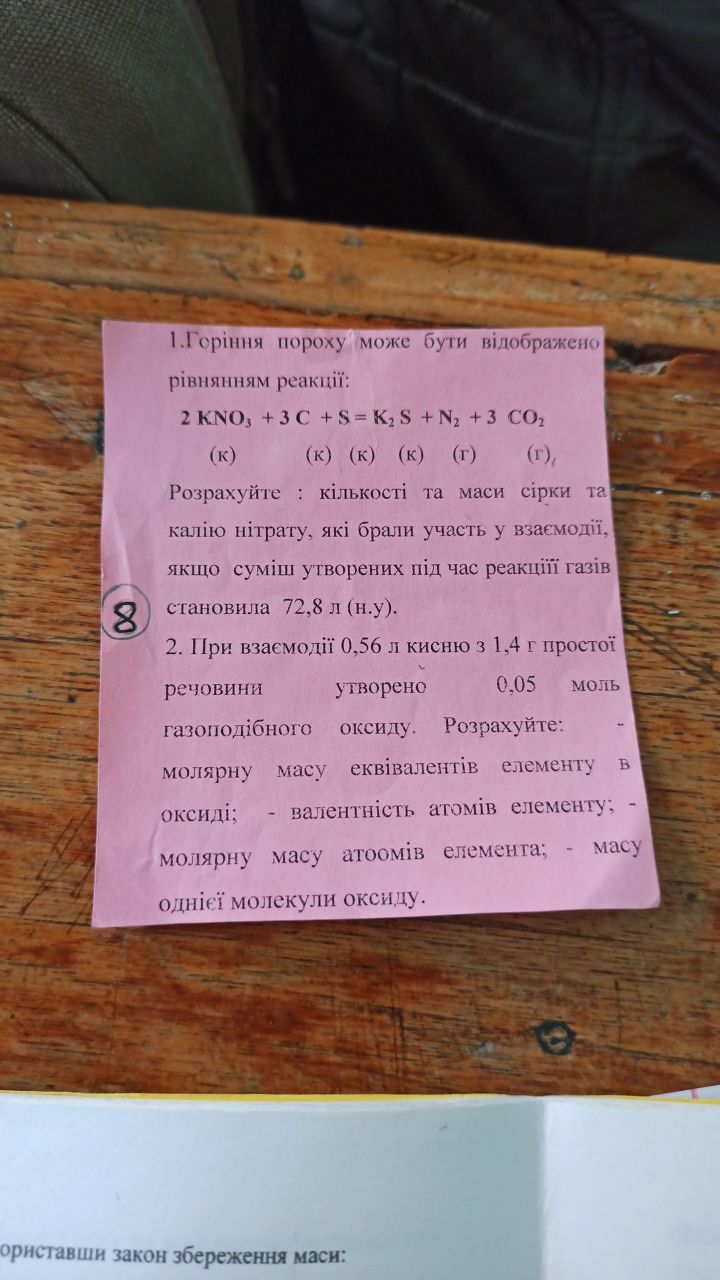 1.Горіння пороху може бути відображено
рівнянням реакції:
2 KNO₃ + 3 C + S = K₂ S + N₂ + 3 CO₂
(к) (к) (к) (к) (г) (г),
Розрахуйте : кількості та маси сірки та
калію нітрату, які брали участь у взаємодії,
якщо суміш утворених під час реакціїї газів
становила 72,8 л (н.у).
8
2. При взаємодії 0,56 л кисню з 1,4 г простої
речовини утворено 0,05 моль
газоподібного оксиду. Розрахуйте: -
молярну масу еквівалентів елементу в
оксиді; - валентність атомів елементу; -
молярну масу атоомів елемента; - масу
однієї молекули оксиду.
ориставши закон збереження маси: